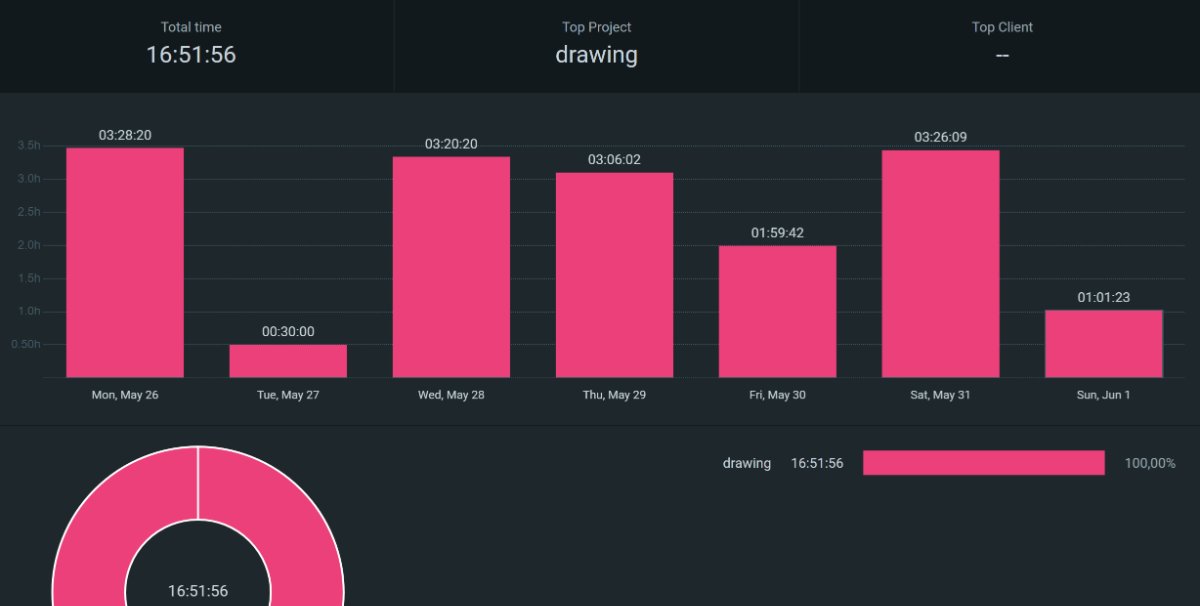 Total time
Top Project
Top Client
16:51:56
drawing
--
03:28:20
00:30:00
03:20:20
03:06:02
01:59:42
03:26:09
01:01:23
3.5h
3.0h
2.5h
2.0h
1.5h
1.0h
0.50h
Mon, May 26
Tue, May 27
Wed, May 28
Thu, May 29
Fri, May 30
Sat, May 31
Sun, Jun 1
drawing 16:51:56 100,00%
16:51:56